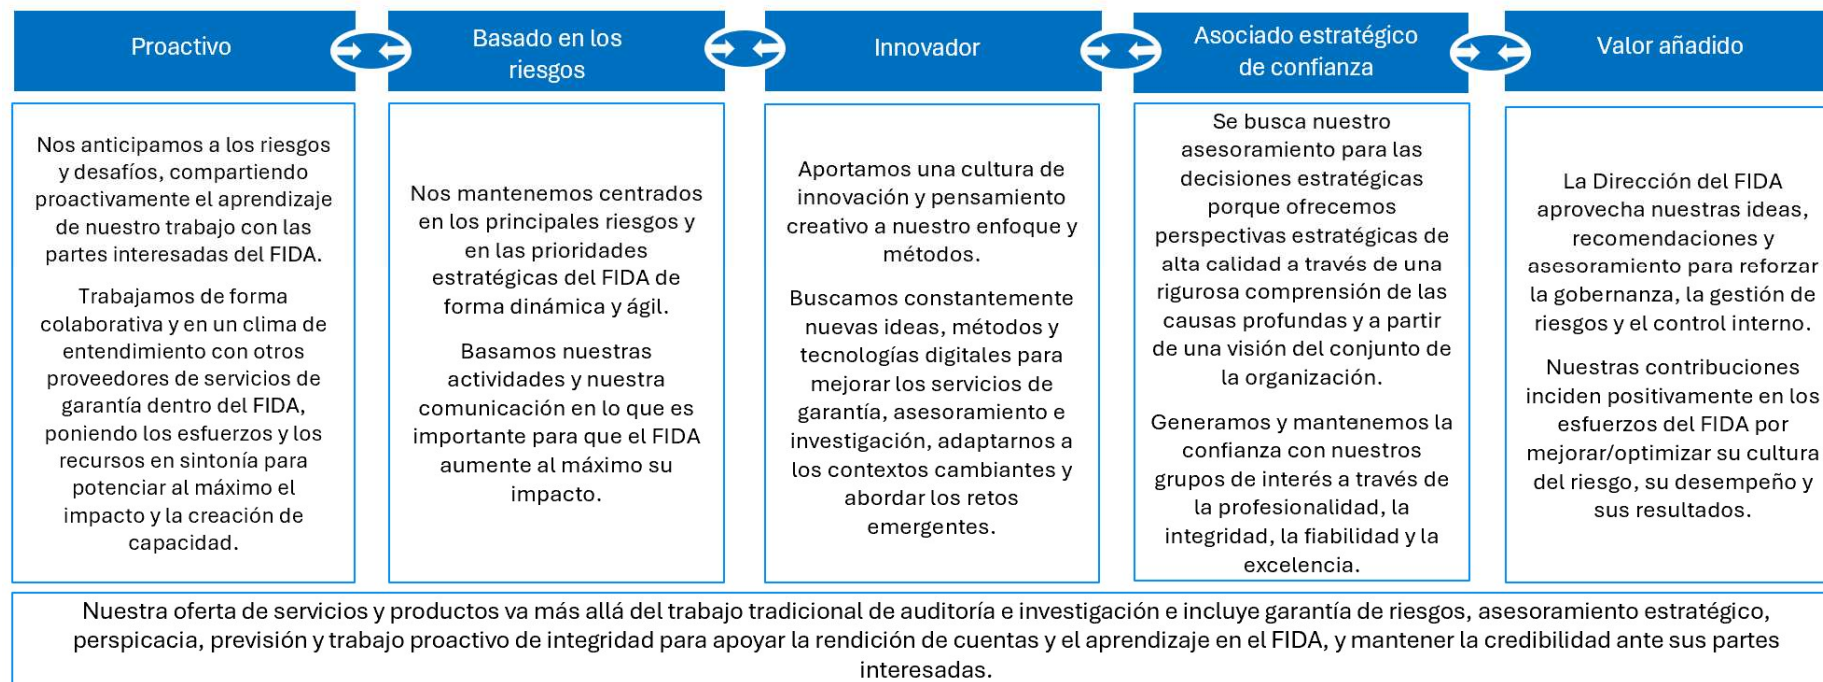 Proactivo
Nos anticipamos a los riesgos
y desafíos, compartiendo
proactivamente el aprendizaje
de nuestro trabajo con las
partes interesadas del FIDA.
Trabajamos de forma
colaborativa y en un clima de
entendimiento con otros
proveedores de servicios de
garantía dentro del FIDA,
poniendo los esfuerzos y los
recursos en sintonía para
potenciar al máximo el
impacto y la creación de
capacidad.
Basado en los
riesgos
Nos mantenemos centrados
en los principales riesgos y
en las prioridades
estratégicas del FIDA de
forma dinámica y ágil.
Basamos nuestras
actividades y nuestra
comunicación en lo que es
importante para que el FIDA
aumente al máximo su
impacto.
Innovador
Aportamos una cultura de
innovación y pensamiento
creativo a nuestro enfoque y
métodos.
Buscamos constantemente
nuevas ideas, métodos y
tecnologías digitales para
mejorar los servicios de
garantía, asesoramiento e
investigación, adaptarnos a
los contextos cambiantes y
abordar los retos
emergentes.
Asociado estratégico
de confianza
Se busca nuestro
asesoramiento para las
decisiones estratégicas
porque ofrecemos
perspectivas estratégicas de
alta calidad a través de una
rigurosa comprensión de las
causas profundas y a partir
de una visión del conjunto de
la organización.
Generamos y mantenemos la
confianza con nuestros
grupos de interés a través de
la profesionalidad, la
integridad, la fiabilidad y la
excelencia.
Valor añadido
La Dirección del FIDA
aprovecha nuestras ideas,
recomendaciones y
asesoramiento para reforzar
la gobernanza, la gestión de
riesgos y el control interno.
Nuestras contribuciones
inciden positivamente en los
esfuerzos del FIDA por
mejorar/optimizar su cultura
del riesgo, su desempeño y
sus resultados.
Nuestra oferta de servicios y productos va más allá del trabajo tradicional de auditoría e investigación e incluye garantía de riesgos, asesoramiento estratégico,
perspicacia, previsión y trabajo proactivo de integridad para apoyar la rendición de cuentas y el aprendizaje en el FIDA, y mantener la credibilidad ante sus partes
interesadas.